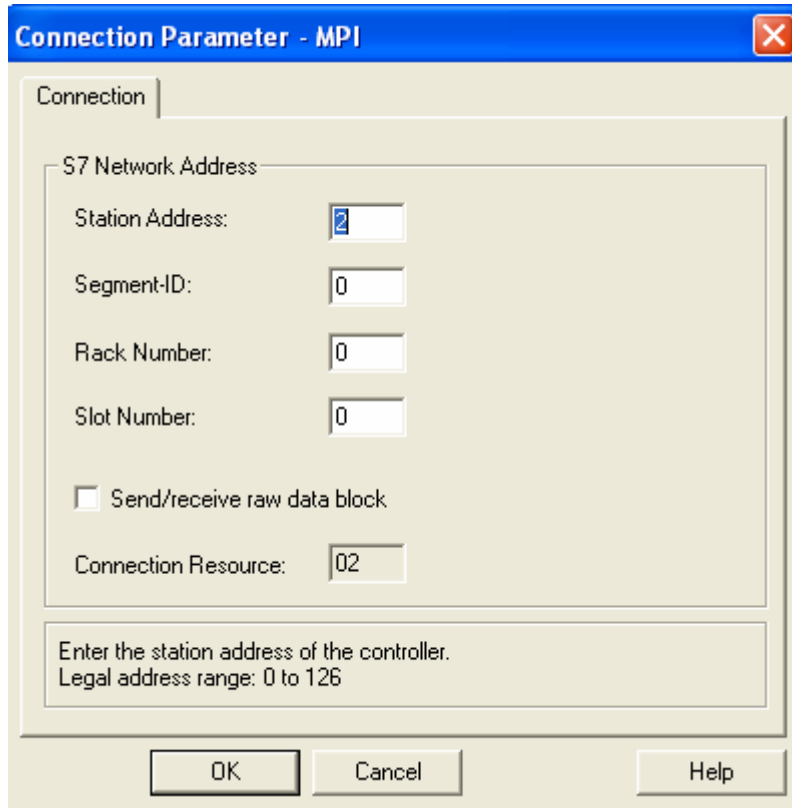 Connection Parameter - MPI
Connection
S7 Network Address
Station Address: 2
Segment-ID: 0
Rack Number: 0
Slot Number: 0
Send/receive raw data block
Connection Resource: 02
Enter the station address of the controller.
Legal address range: 0 to 126
OK Cancel Help